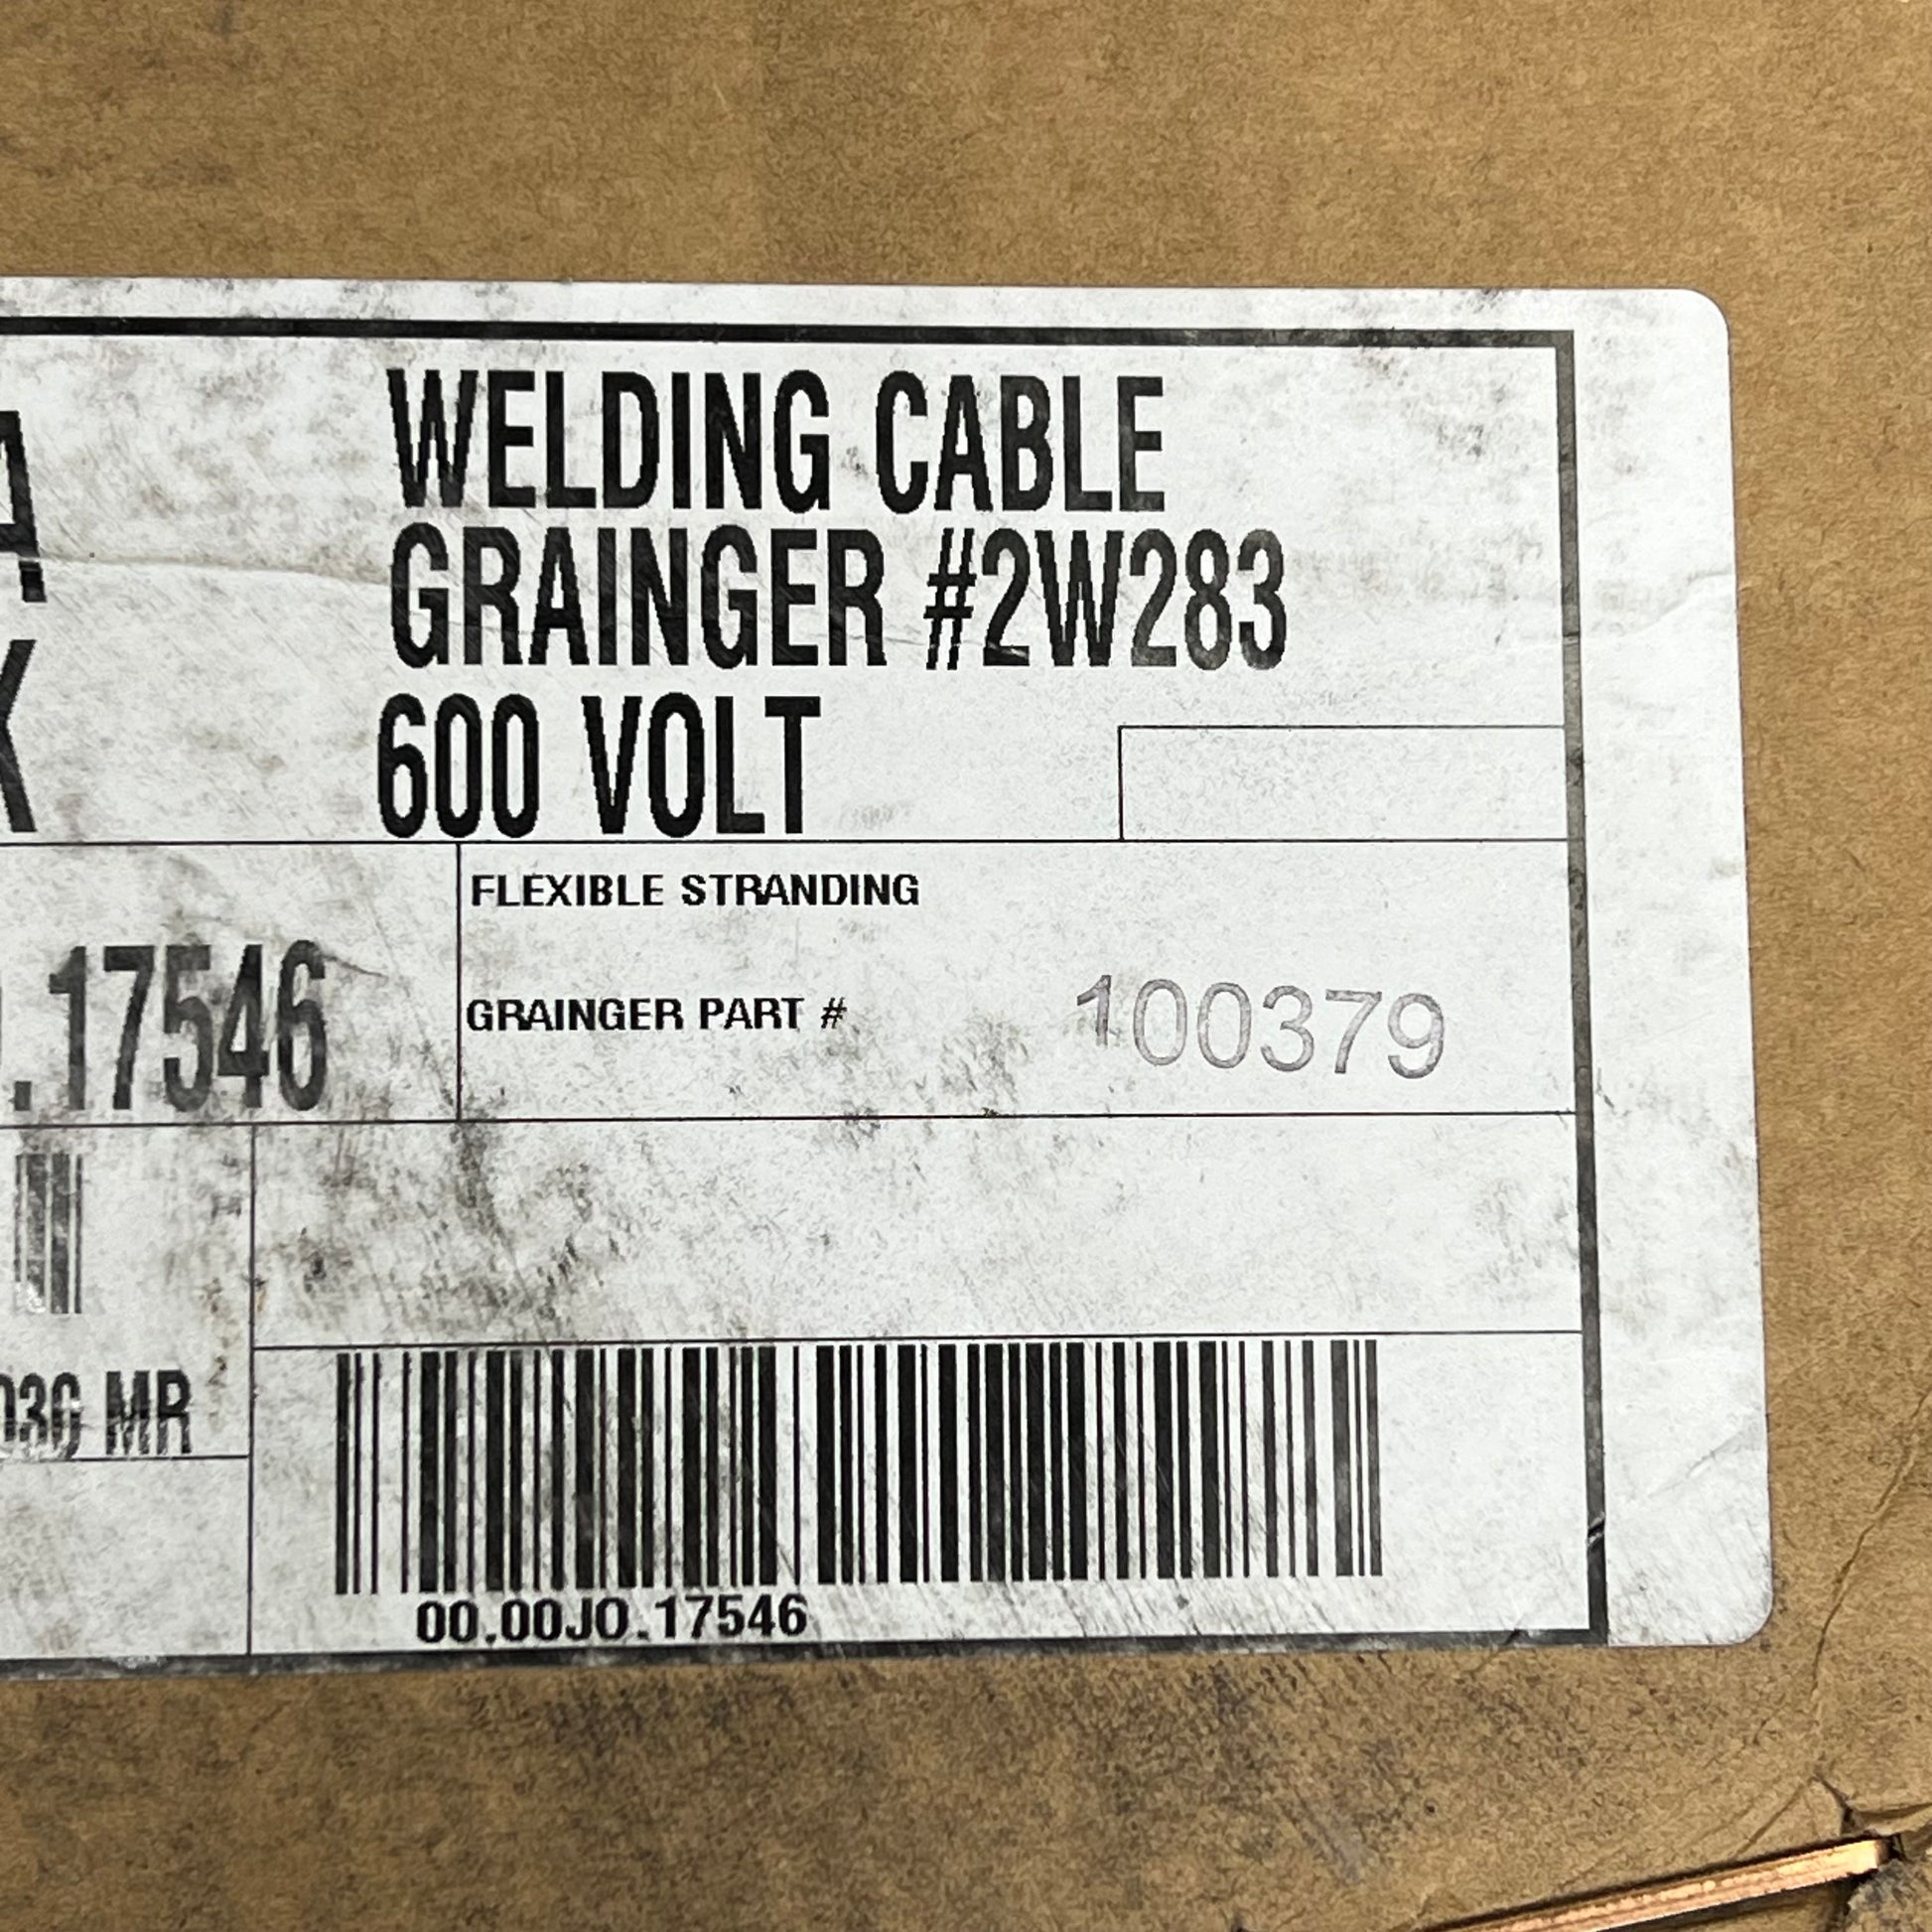 A
WELDING CABLE
GRAINGER #2W283
K
600 VOLT
FLEXIBLE STRANDING
.17546
GRAINGER PART #
100379
MR
00.00JO.17546